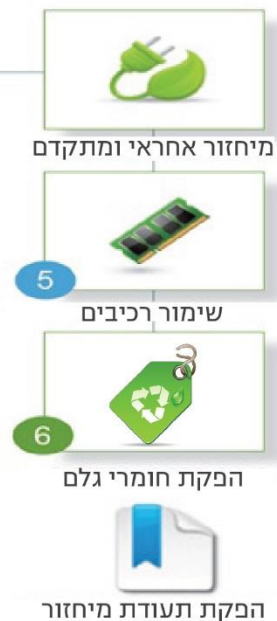 מיחזור אחראי ומתקדם
5
שימור רכיבים
6
הפקת חומרי גלם
הפקת תעודת מיחזור